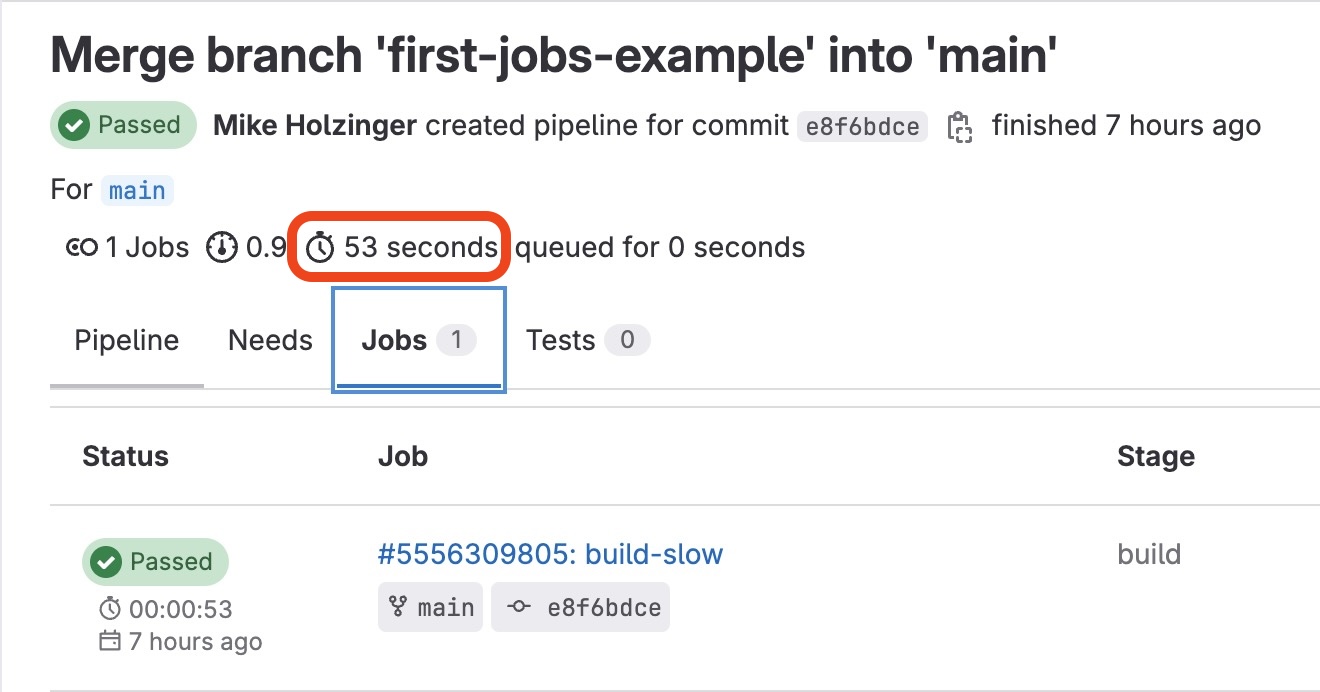 Merge branch 'first-jobs-example' into 'main'
Passed Mike Holzinger created pipeline for commit e8f6bdce finished 7 hours ago
For main
1 Jobs 0.9 53 seconds queued for 0 seconds
Pipeline Needs Jobs 1 Tests 0
Status Job Stage
Passed #5556309805: build-slow build
00:00:53 main e8f6bdce
7 hours ago